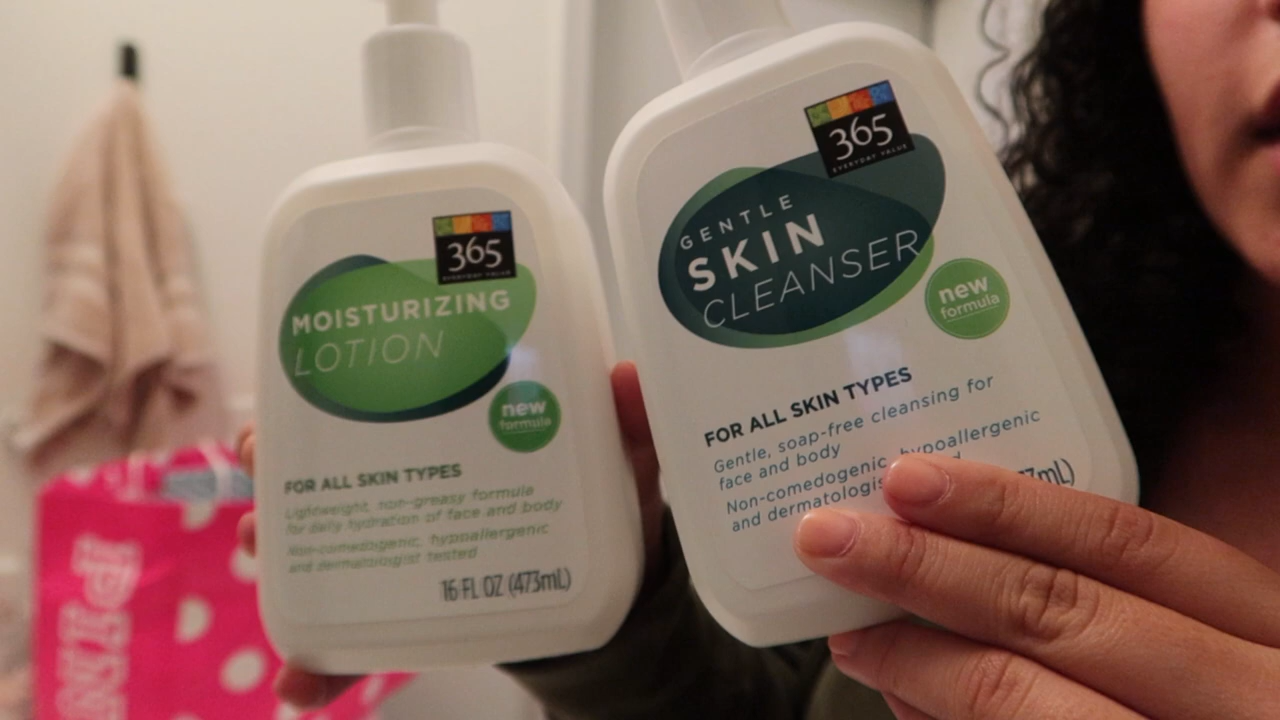 365
EVERYDAY VALUE
MOISTURIZING
LOTION
new
formula
FOR ALL SKIN TYPES
Lightweight, non-greasy formula
for daily hydration of face and body
Non-comedogenic, hypoallergenic
and dermatologist tested
16 FL OZ (473mL)
365
EVERYDAY VALUE
GENTLE
SKIN
CLEANSER
new
formula
FOR ALL SKIN TYPES
Gentle, soap-free cleansing for
face and body
Non-comedogenic, hypoallergenic
and